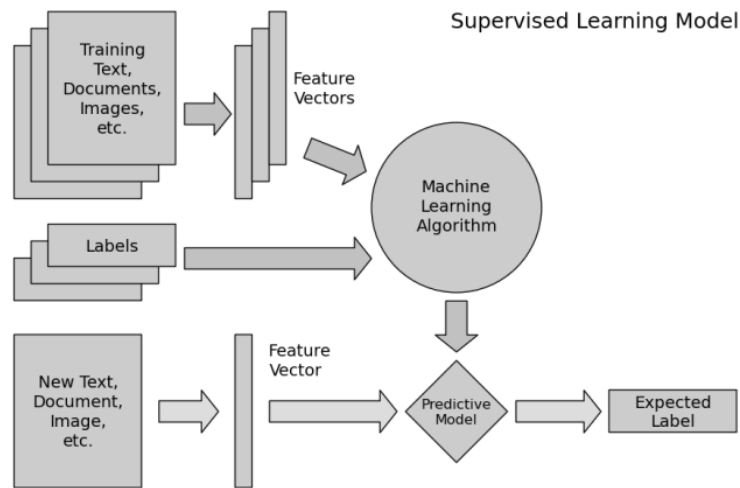 Supervised Learning Model
Training
Text,
Documents,
Images,
etc.
Feature
Vectors
Machine
Learning
Algorithm
Labels
New Text,
Document,
Image,
etc.
Feature
Vector
Predictive
Model
Expected
Label